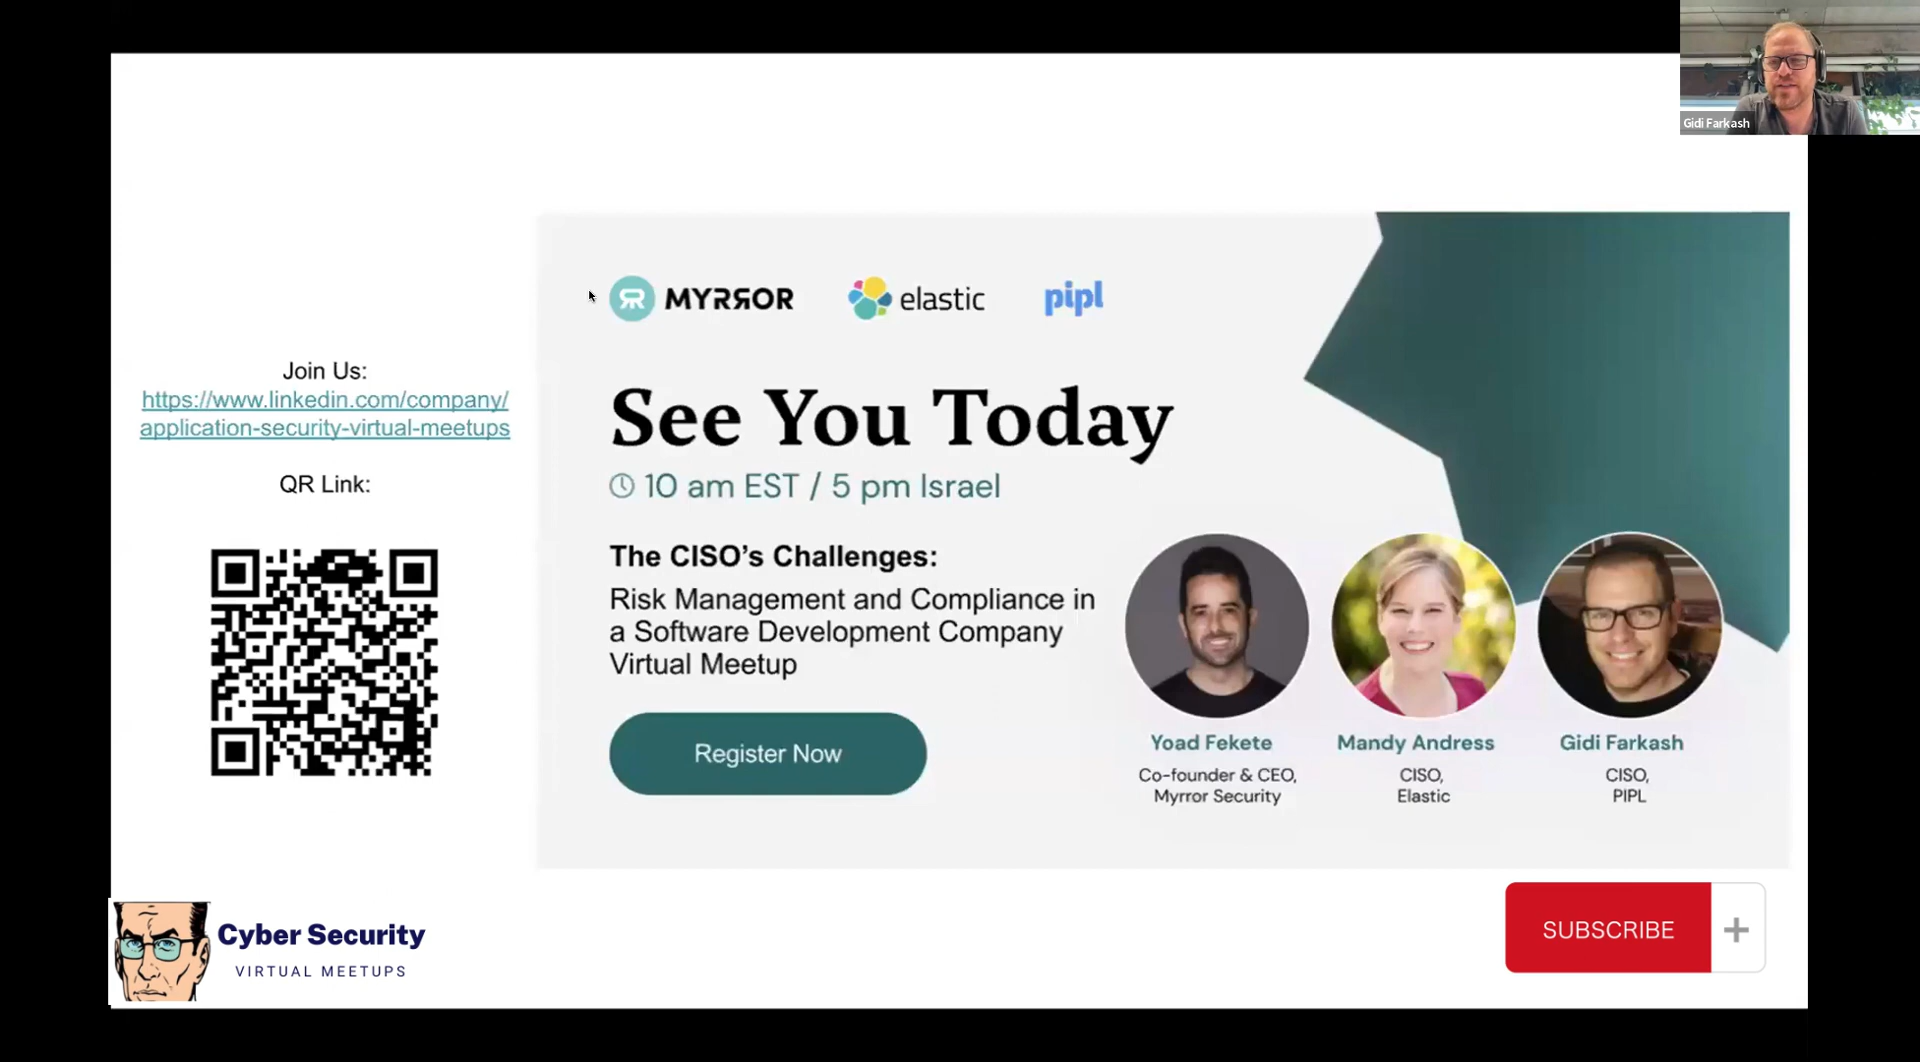 Gidi Farkash
MYRROR
elastic
pipl
Join Us:
https://www.linkedin.com/company/
application-security-virtual-meetups
QR Link:
See You Today
10 am EST / 5 pm Israel
The CISO's Challenges:
Risk Management and Compliance in
a Software Development Company
Virtual Meetup
Register Now
Yoad Fekete
Co-founder & CEO,
Myrror Security
Mandy Andress
CISO,
Elastic
Gidi Farkash
CISO,
PIPL
Cyber Security
VIRTUAL MEETUPS
SUBSCRIBE +